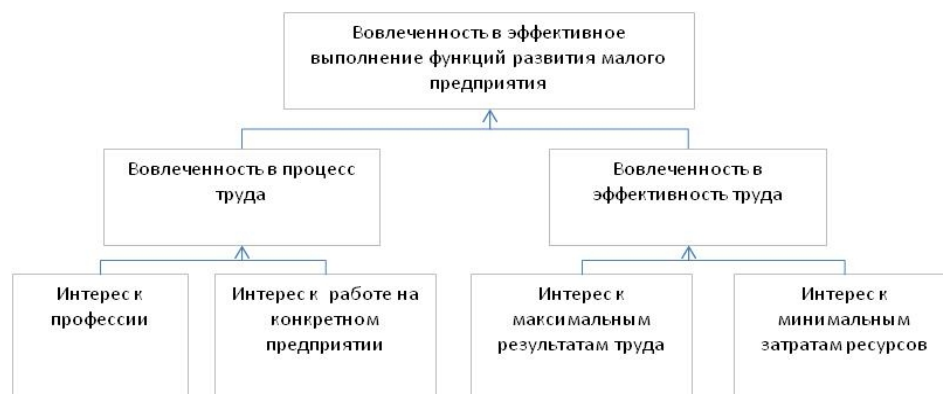 Вовлеченность в эффективное
выполнение функций развития малого
предприятия
Вовлеченность в процесс
труда
Вовлеченность в
эффективность труда
Интерес к
профессии
Интерес к работе на
конкретном
предприятии
Интерес к
максимальным
результатам труда
Интерес к
минимальным
затратам ресурсов